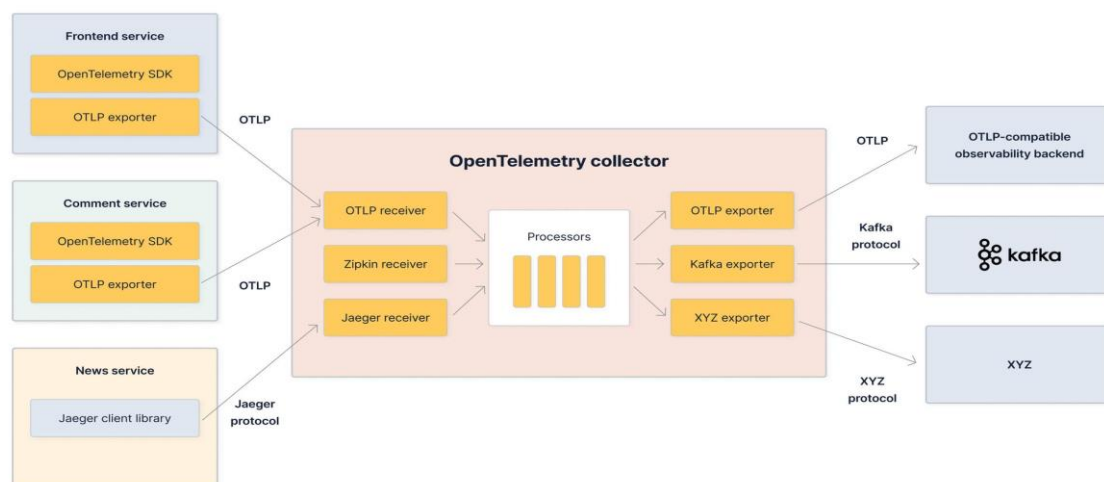 Frontend service
OpenTelemetry SDK
OTLP exporter
OTLP
Comment service
OpenTelemetry SDK
OTLP exporter
OTLP
News service
Jaeger client library
Jaeger
protocol
OpenTelemetry collector
OTLP receiver
Zipkin receiver
Jaeger receiver
Processors
OTLP exporter
Kafka exporter
XYZ exporter
OTLP
Kafka
protocol
XYZ
protocol
OTLP-compatible
observability backend
kafka
XYZ